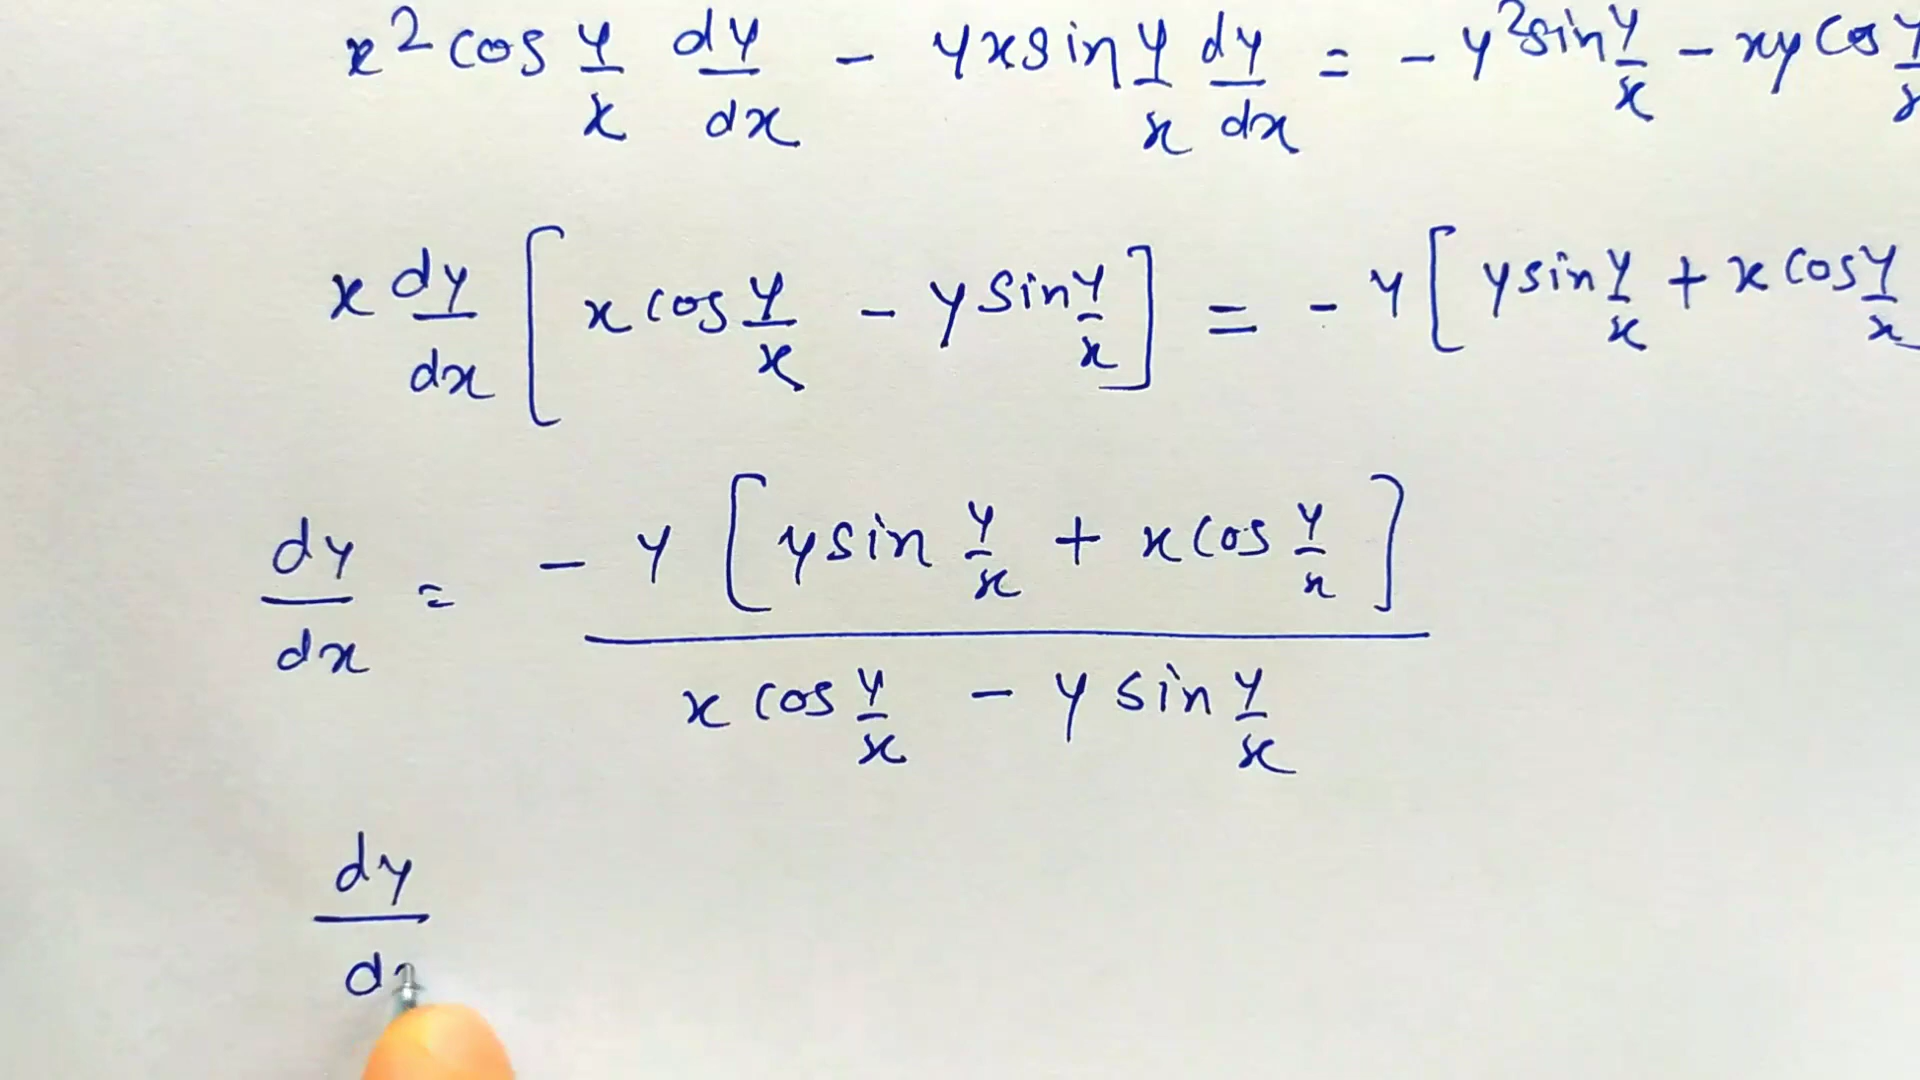 x² cos y/x dy/dx - yx sin y/x dy/dx = - y² sin y/x - xy cos y/x
x dy/dx [ x cos y/x - y sin y/x ] = - y [ y sin y/x + x cos y/x
dy/dx = - y [ y sin y/x + x cos y/x ] / x cos y/x - y sin y/x
dy/dx